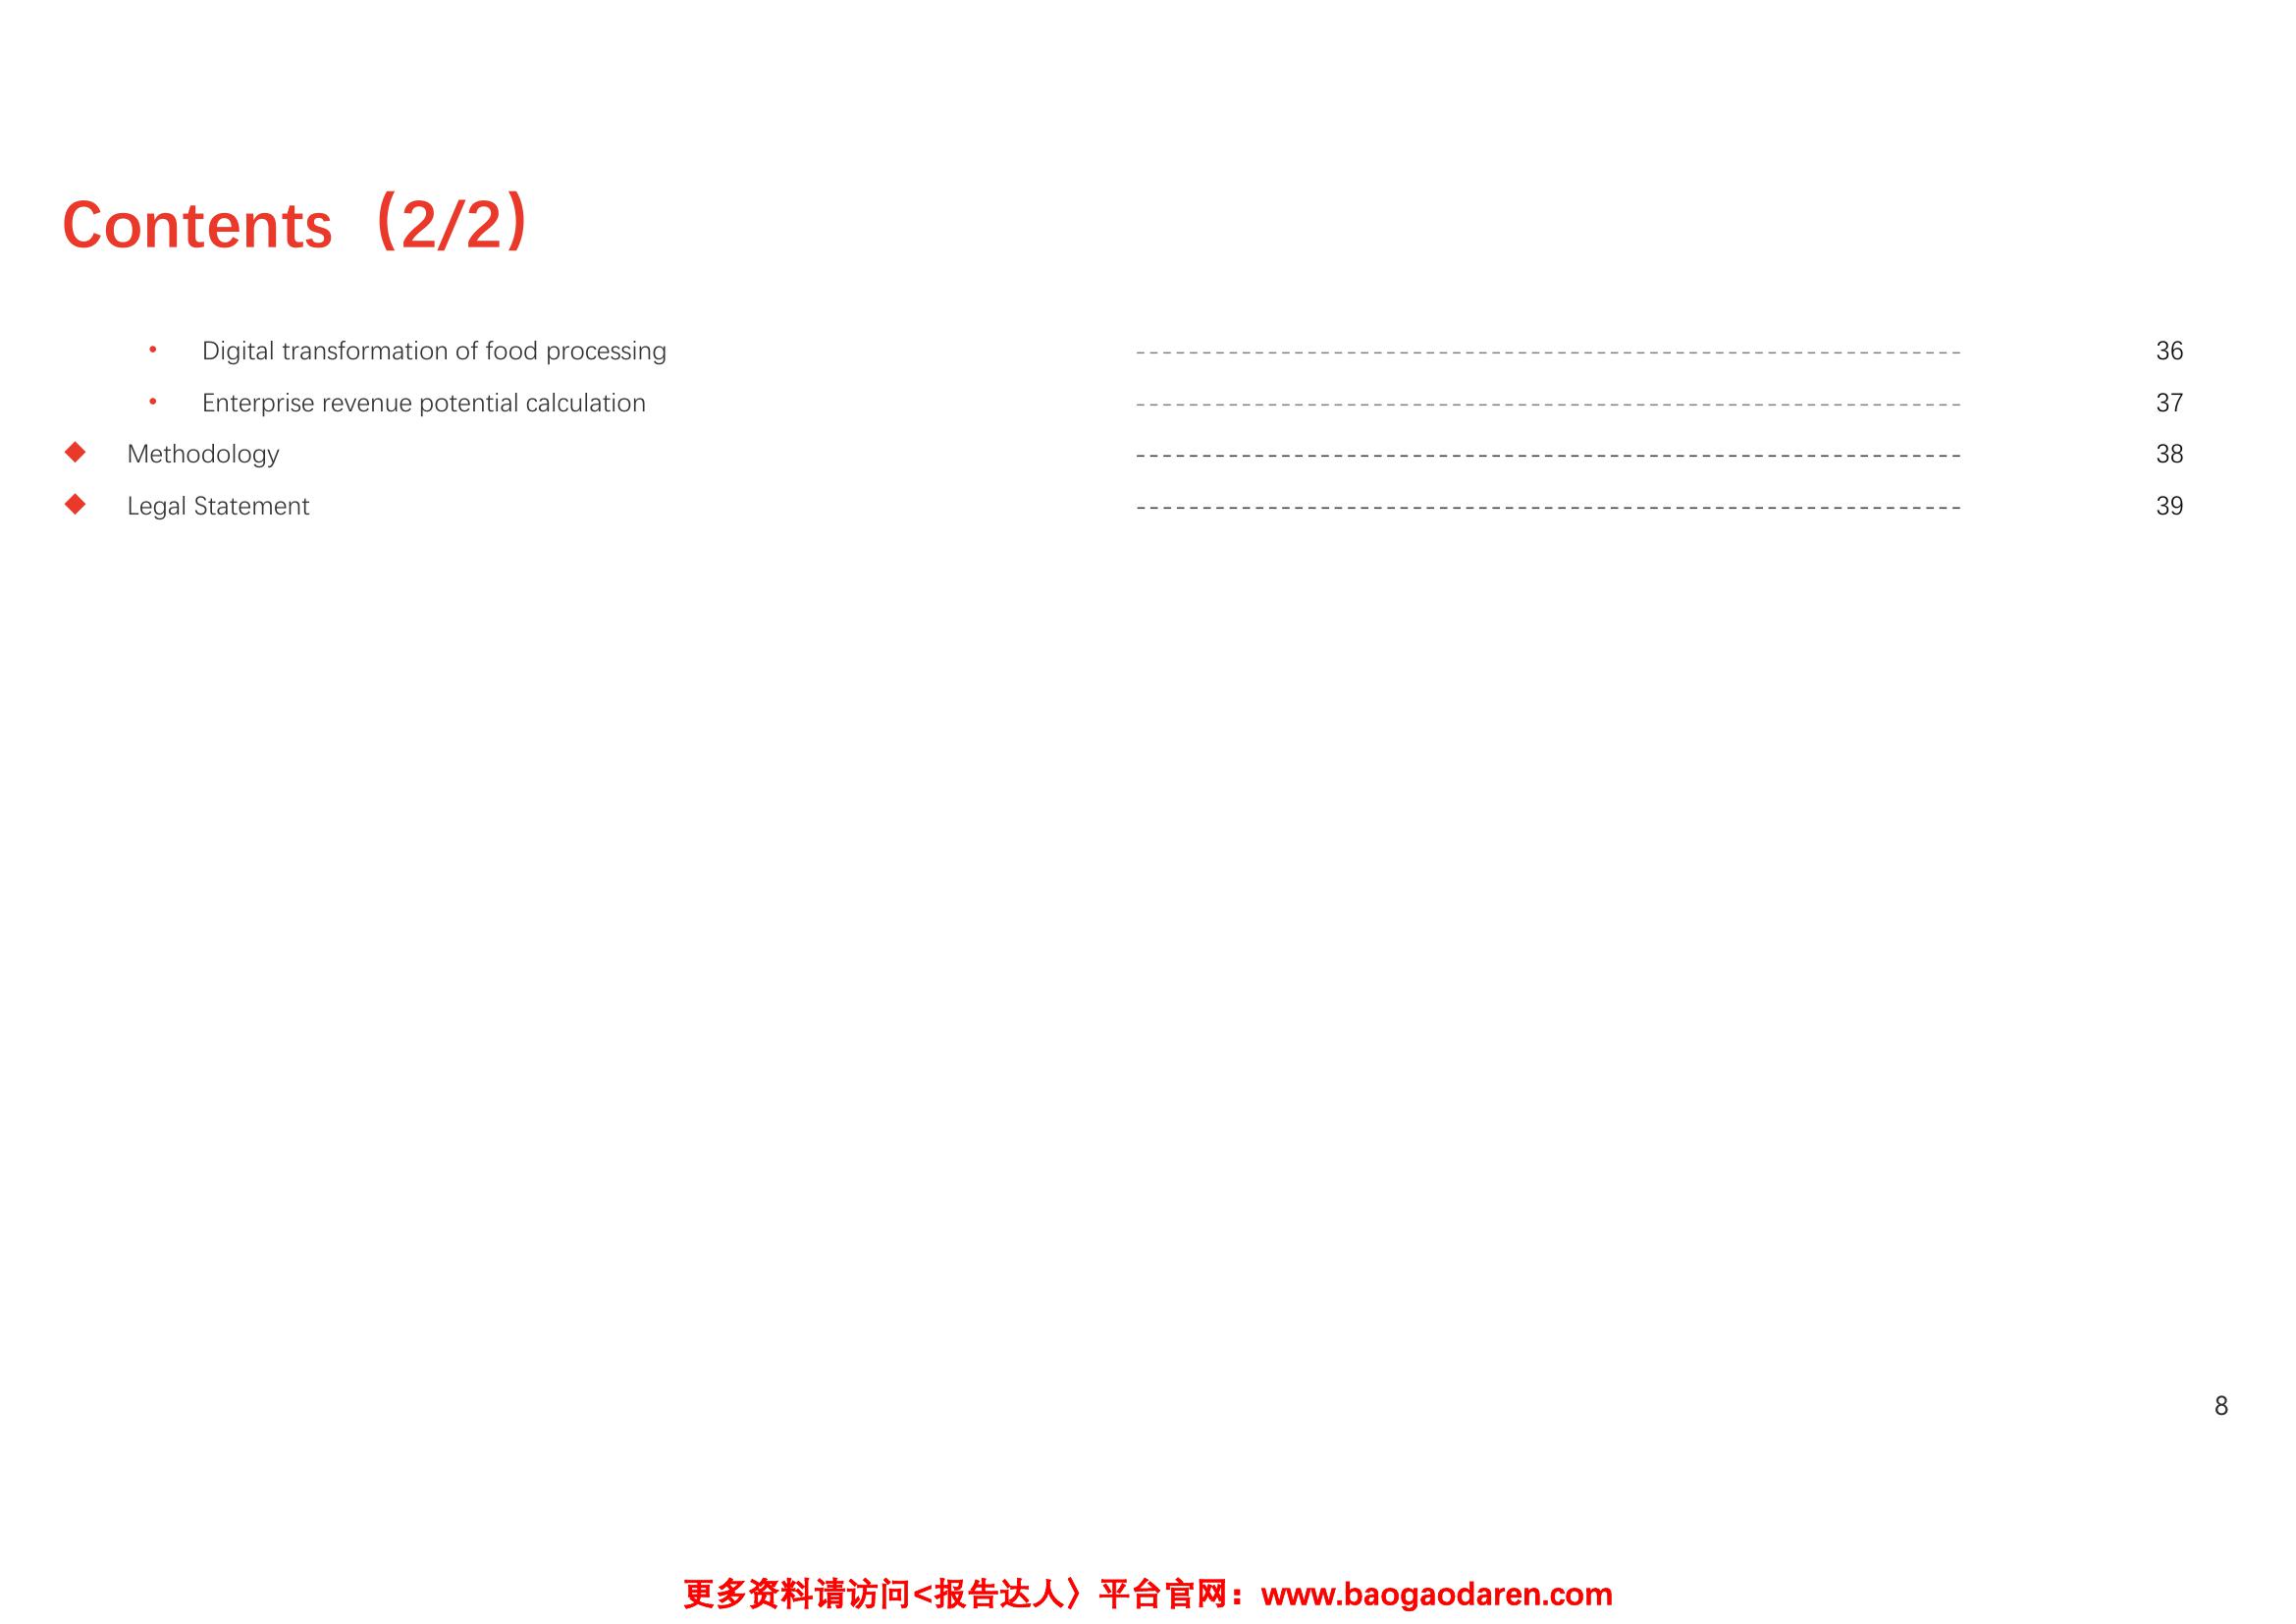 Contents（2/2）
• Digital transformation of food processing ---------------------------------------------------------------- 36
• Enterprise revenue potential calculation ---------------------------------------------------------------- 37
◆ Methodology ---------------------------------------------------------------- 38
◆ Legal Statement ---------------------------------------------------------------- 39
8
更多资料请访问<报告达人〉平台官网：www.baogaodaren.com